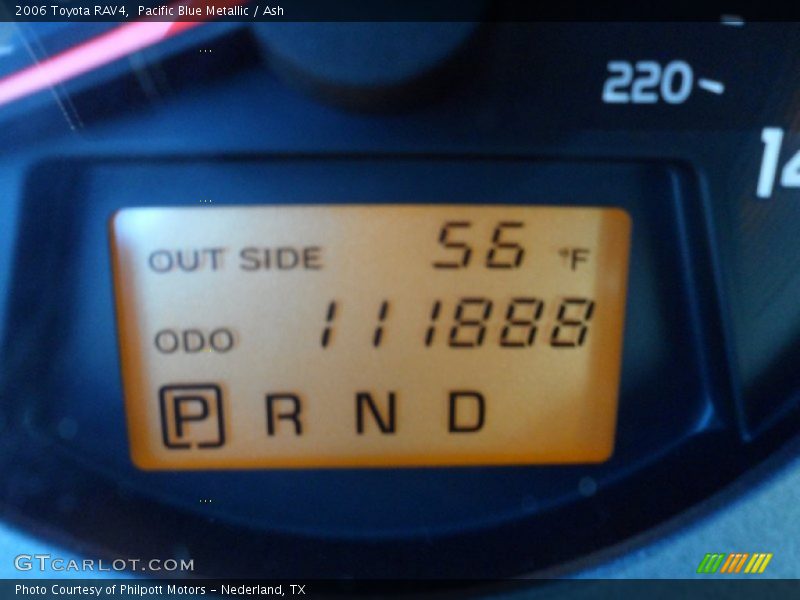 2006 Toyota RAV4, Pacific Blue Metallic / Ash
220
14
OUT SIDE 56 °F
ODO 111888
P R N D
GTCARLOT.COM
Photo Courtesy of Philpott Motors - Nederland, TX